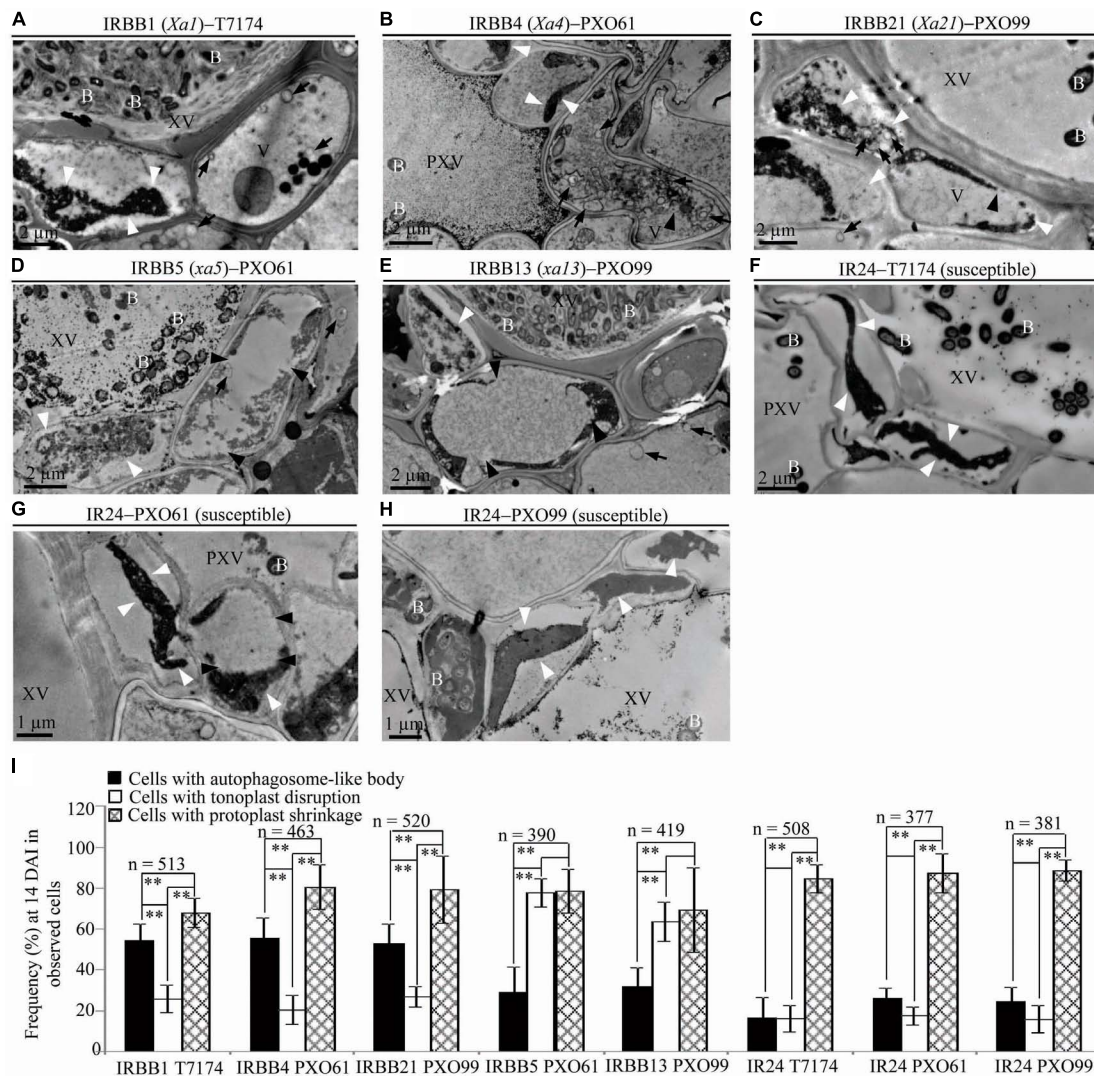 A
IRBB1 (Xa1)–T7174
B
B
B
XV
V
2 μm
B
IRBB4 (Xa4)–PXO61
PXV
B
B
V
2 μm
C
IRBB21 (Xa21)–PXO99
XV
B
B
V
2 μm
D
IRBB5 (xa5)–PXO61
B
B
XV
B
2 μm
E
IRBB13 (xa13)–PXO99
XV
B
B
2 μm
F
IR24–T7174 (susceptible)
B
B
XV
PXV
B
2 μm
G
IR24–PXO61 (susceptible)
PXV
B
XV
1 μm
H
IR24–PXO99 (susceptible)
B
B
XV
XV
B
1 μm
I
Cells with autophagosome-like body
Cells with tonoplast disruption
Cells with protoplast shrinkage
Frequency (%) at 14 DAI in
observed cells
120
100
80
60
40
20
0
n = 513
**
** **
n = 463
**
** **
n = 520
**
** **
n = 390
**
**
n = 419
**
**
n = 508
**
**
n = 377
**
**
n = 381
**
**
IRBB1 T7174 IRBB4 PXO61 IRBB21 PXO99 IRBB5 PXO61 IRBB13 PXO99 IR24 T7174 IR24 PXO61 IR24 PXO99